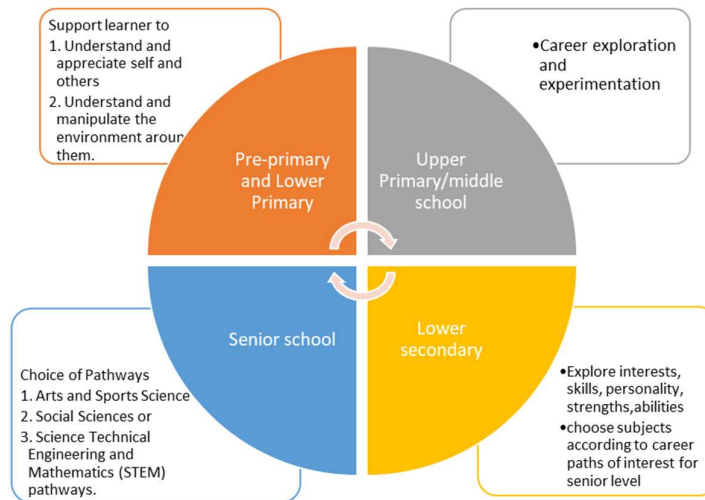 Support learner to
1. Understand and
appreciate self and
others
2. Understand and
manipulate the
environment aroun
them.
•Career exploration
and
experimentation
Pre-primary
and Lower
Primary
Upper
Primary/middle
school
Senior school
Lower
secondary
Choice of Pathways
1. Arts and Sports Science
2. Social Sciences or
3. Science Technical
Engineering and
Mathematics (STEM)
pathways.
•Explore interests,
skills, personality,
strengths,abilities
•choose subjects
according to career
paths of interest for
senior level